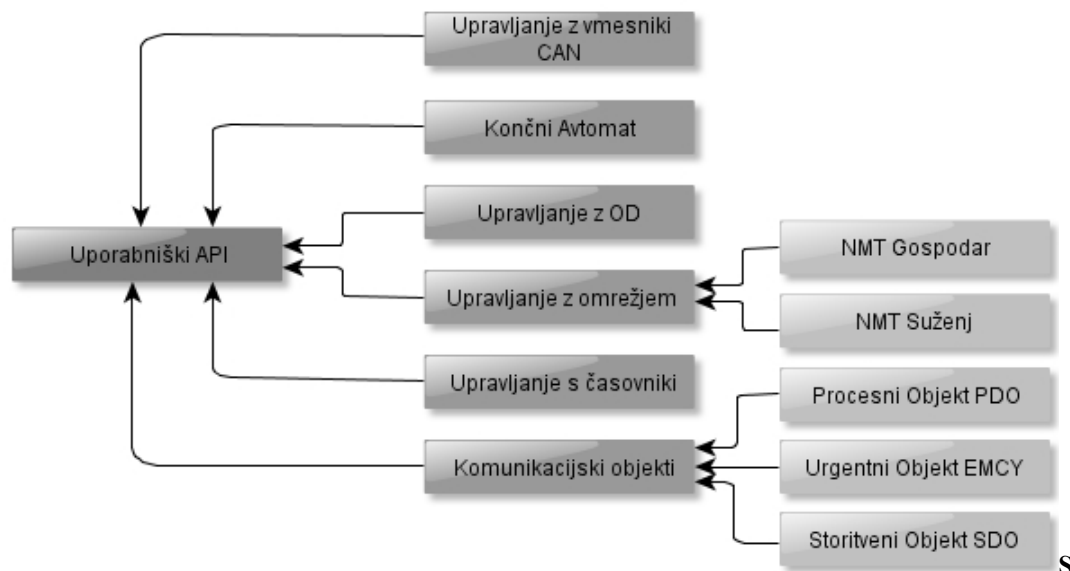 Upravljanje z vmesniki
CAN
Končni Avtomat
Upravljanje z OD
Uporabniški API
NMT Gospodar
Upravljanje z omrežjem
NMT Suženj
Upravljanje s časovniki
Procesni Objekt PDO
Komunikacijski objekti
Urgentni Objekt EMCY
Storitveni Objekt SDO
s